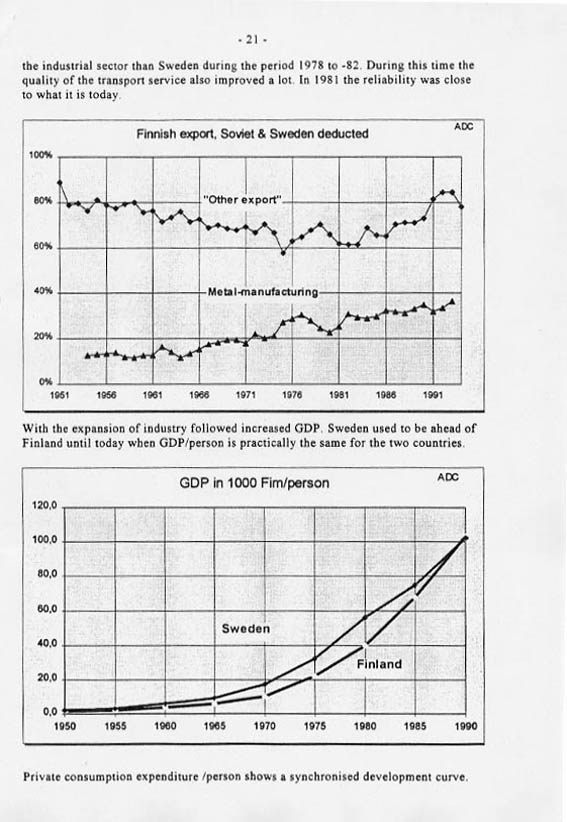 - 21 -
the industrial sector than Sweden during the period 1978 to -82. During this time the
quality of the transport service also improved a lot. In 1981 the reliability was close
to what it is today.
Finnish export, Soviet & Sweden deducted
ADC
100%
80%
60%
40%
20%
0%
"Other export"
Metal-manufacturing
1951 1956 1961 1966 1971 1976 1981 1986 1991
With the expansion of industry followed increased GDP. Sweden used to be ahead of
Finland until today when GDP/person is practically the same for the two countries.
GDP in 1000 Fim/person
ADC
120,0
100,0
80,0
60,0
40,0
20,0
0,0
Sweden
Finland
1950 1955 1960 1965 1970 1975 1980 1985 1990
Private consumption expenditure /person shows a synchronised development curve.